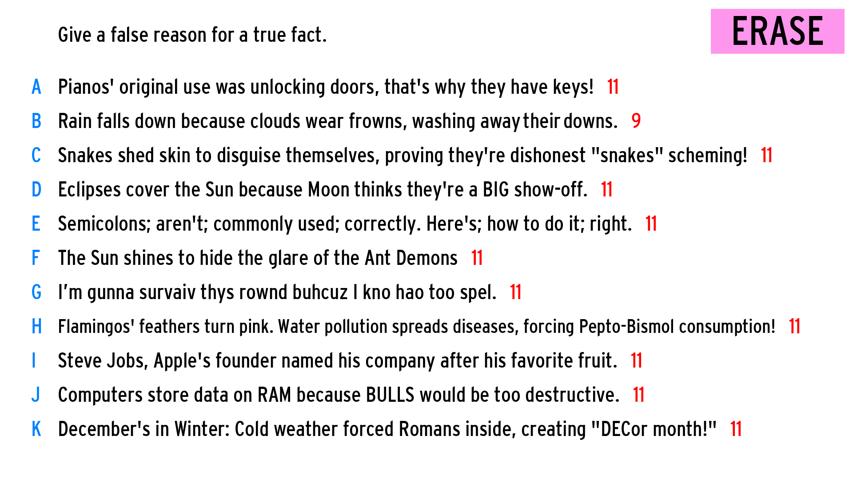 Give a false reason for a true fact.
ERASE
A Pianos' original use was unlocking doors, that's why they have keys! 11
B Rain falls down because clouds wear frowns, washing away their downs. 9
C Snakes shed skin to disguise themselves, proving they're dishonest "snakes" scheming! 11
D Eclipses cover the Sun because Moon thinks they're a BIG show-off. 11
E Semicolons; aren't; commonly used; correctly. Here's; how to do it; right. 11
F The Sun shines to hide the glare of the Ant Demons 11
G I'm gunna survaiv thys rownd buhcuz I kno hao too spel. 11
H Flamingos' feathers turn pink. Water pollution spreads diseases, forcing Pepto-Bismol consumption! 11
I Steve Jobs, Apple's founder named his company after his favorite fruit. 11
J Computers store data on RAM because BULLS would be too destructive. 11
K December's in Winter: Cold weather forced Romans inside, creating "DECor month!" 11